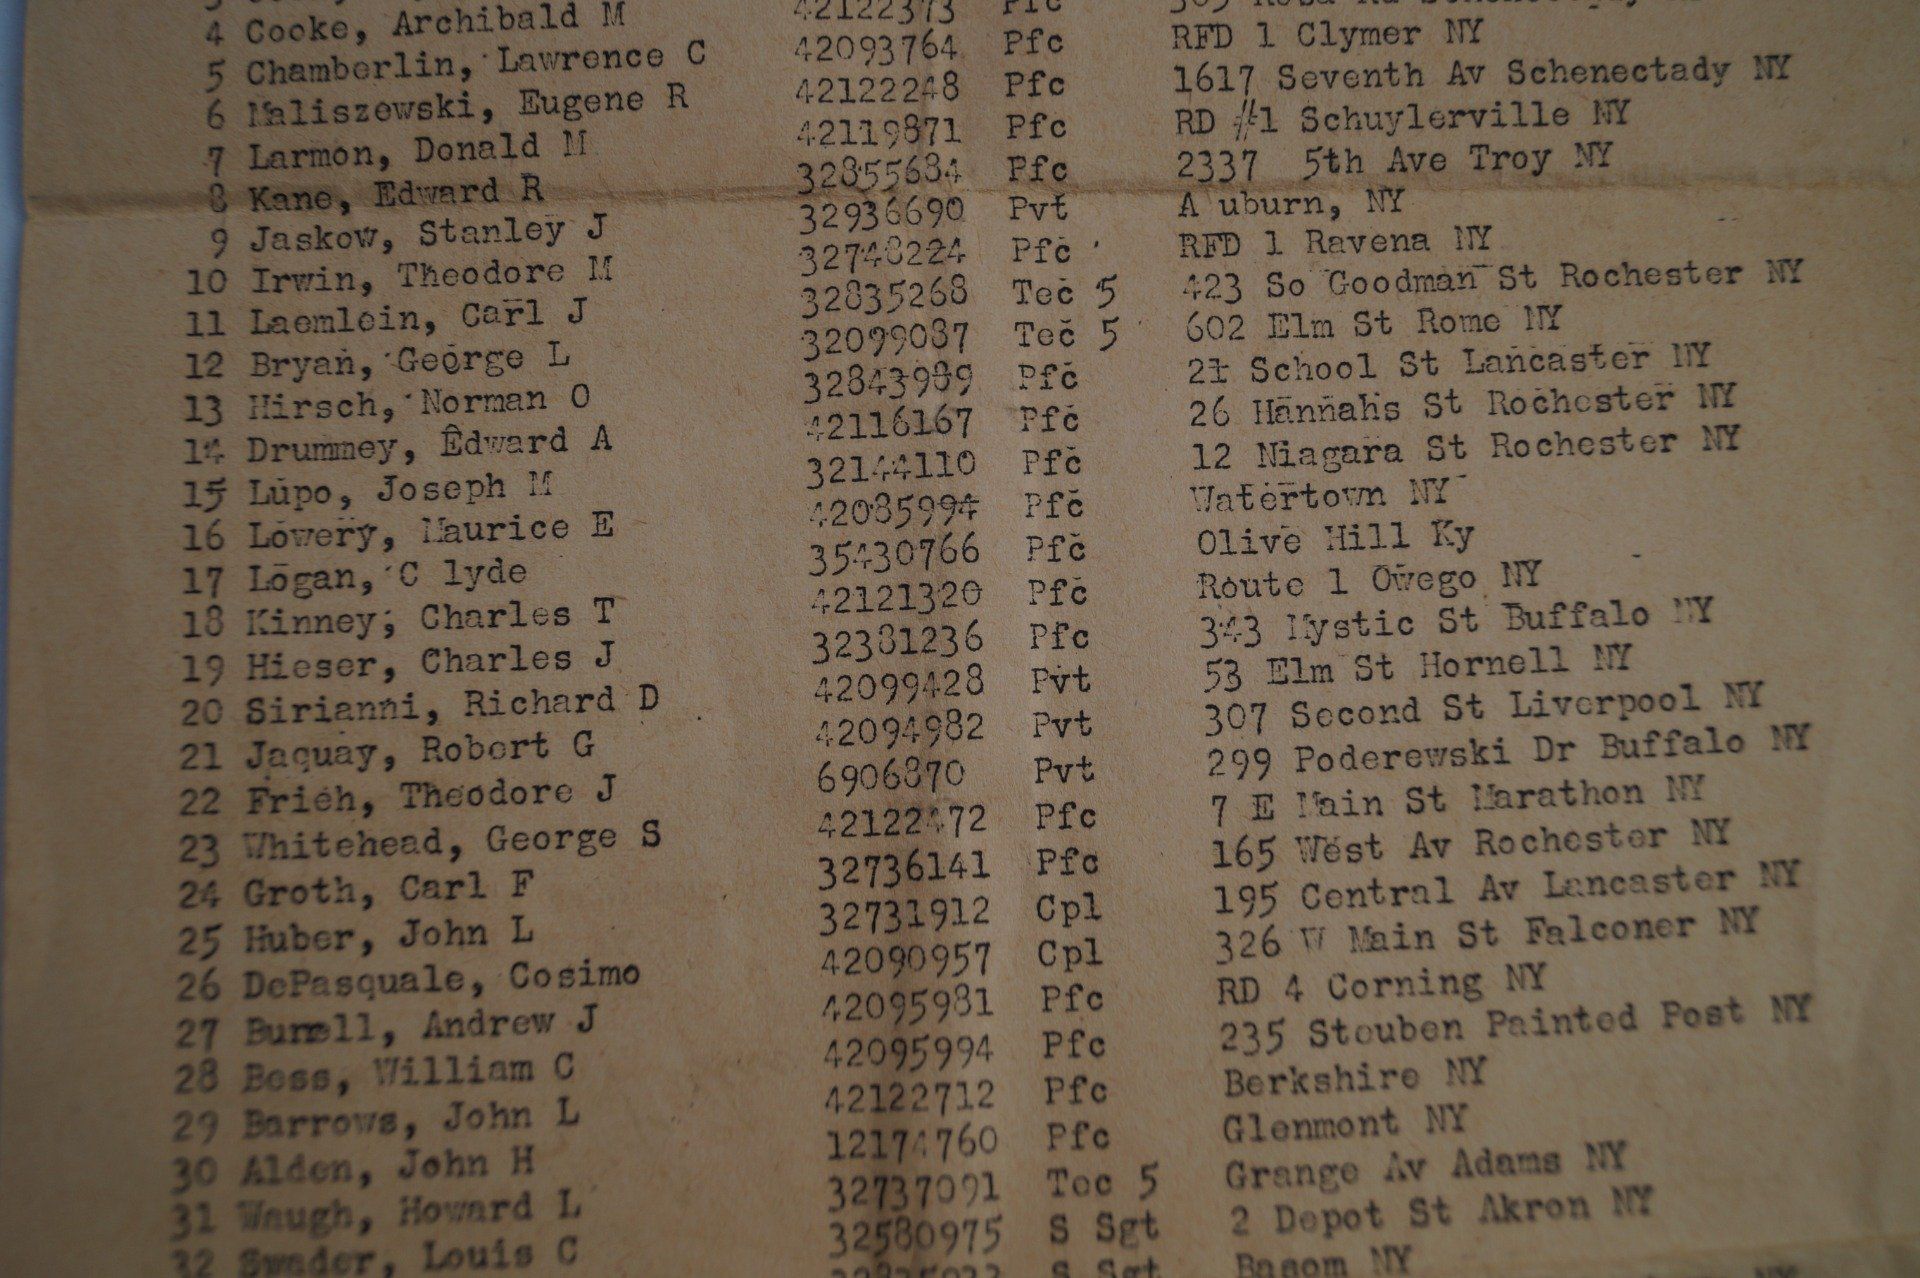 4 Cooke, Archibald M 42122373 Pfc
5 Chamberlin, Lawrence C 42093764 Pfc RFD 1 Clymer NY
6 Maliszewski, Eugene R 42122248 Pfc 1617 Seventh Av Schenectady NY
7 Larmon, Donald M 42119871 Pfc RD #1 Schuylerville NY
8 Kane, Edward R 32855684 Pfc 2337 5th Ave Troy NY
9 Jaskow, Stanley J 32936690 Pvt A uburn, NY
10 Irwin, Theodore M 32748224 Pfc RFD 1 Ravena NY
11 Laemlein, Carl J 32835268 Tec 5 423 So Goodman St Rochester NY
12 Bryan, George L 32099087 Tec 5 602 Elm St Rome NY
13 Hirsch, Norman O 32843989 Pfc 21 School St Lancaster NY
14 Drummey, Edward A 42116167 Pfc 26 Hannahs St Rochester NY
15 Lupo, Joseph M 32144110 Pfc 12 Niagara St Rochester NY
16 Lowery, Maurice E 42085994 Pfc Watertown NY
17 Logan, C lyde 35430766 Pfc Olive Hill Ky
18 Kinney, Charles T 42121320 Pfc Route 1 Owego NY
19 Hieser, Charles J 32381236 Pfc 343 Mystic St Buffalo NY
20 Sirianni, Richard D 42099428 Pvt 53 Elm St Hornell NY
21 Jaquay, Robert G 42094982 Pvt 307 Second St Liverpool NY
22 Frieh, Theodore J 6906870 Pvt 299 Poderewski Dr Buffalo NY
23 Whitehead, George S 42122472 Pfc 7 E Main St Marathon NY
24 Groth, Carl F 32736141 Pfc 165 West Av Rochester NY
25 Huber, John L 32731912 Cpl 195 Central Av Lancaster NY
26 DePasquale, Cosimo 42090957 Cpl 326 W Main St Falconer NY
27 Burrell, Andrew J 42095981 Pfc RD 4 Corning NY
28 Bess, William C 42095994 Pfc 235 Steuben Painted Post NY
29 Barrows, John L 42122712 Pfc Berkshire NY
30 Alden, John H 12174760 Pfc Glenmont NY
31 Waugh, Howard L 32737091 Tec 5 Grange Av Adams NY
32 Swader, Louis C 32580975 S Sgt 2 Depot St Akron NY
S Sgt Basom NY